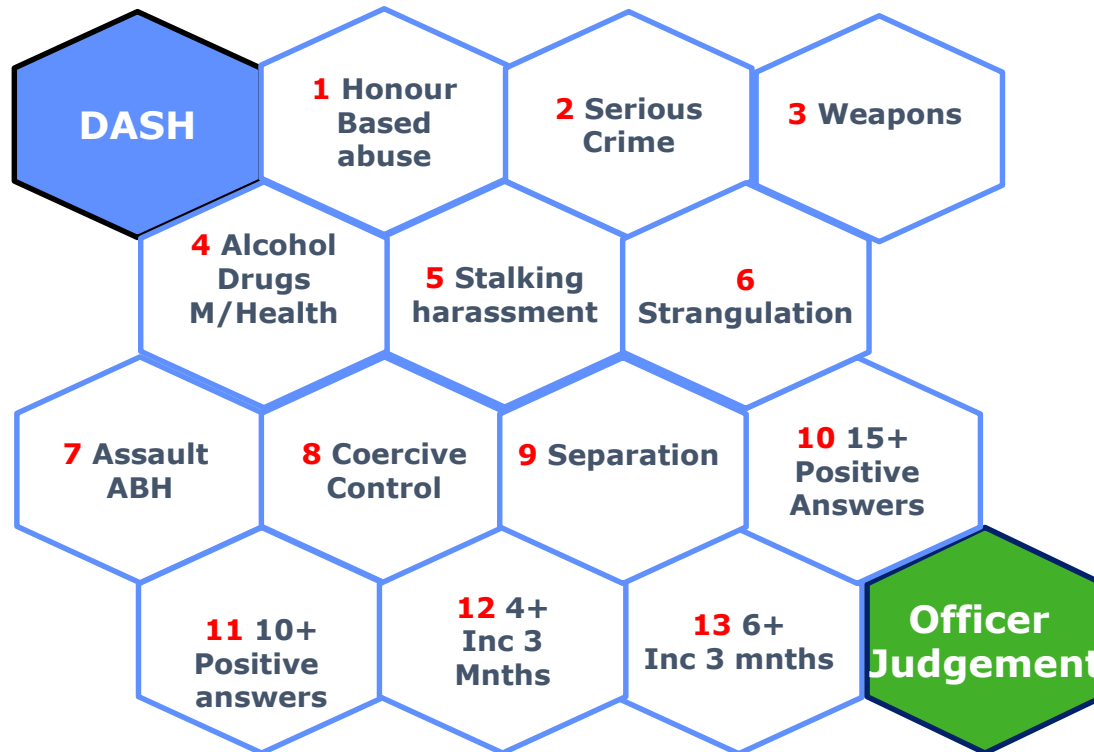 DASH
1 Honour
Based
abuse
2 Serious
Crime
3 Weapons
4 Alcohol
Drugs
M/Health
5 Stalking
harassment
6
Strangulation
7 Assault
ABH
8 Coercive
Control
9 Separation
10 15+
Positive
Answers
11 10+
Positive
answers
12 4+
Inc 3
Mnths
13 6+
Inc 3 mnths
Officer
Judgement